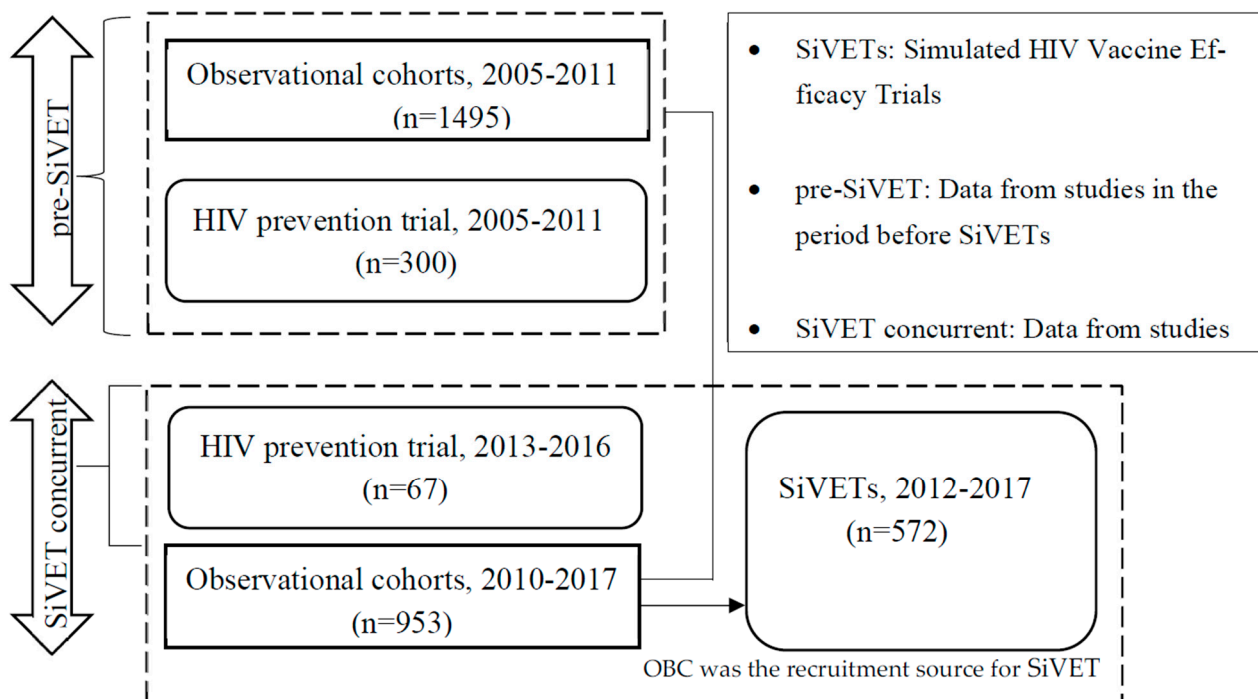 pre-SiVET
Observational cohorts, 2005-2011
(n=1495)
HIV prevention trial, 2005-2011
(n=300)
• SiVETs: Simulated HIV Vaccine Ef-
ficacy Trials
• pre-SiVET: Data from studies in the
period before SiVETs
• SiVET concurrent: Data from studies
SiVET concurrent
HIV prevention trial, 2013-2016
(n=67)
Observational cohorts, 2010-2017
(n=953)
SiVETs, 2012-2017
(n=572)
OBC was the recruitment source for SiVET